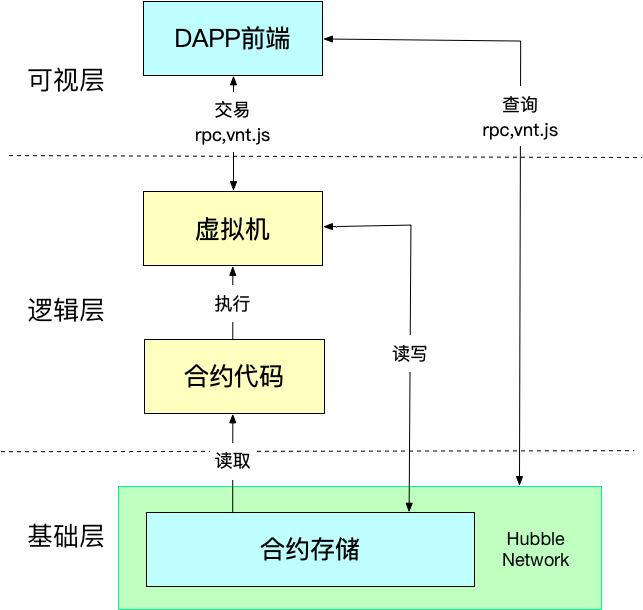 DAPP前端
可视层
交易
rpc,vnt.js
查询
rpc,vnt.js
虚拟机
执行
逻辑层
读写
合约代码
读取
基础层
合约存储
Hubble
Network